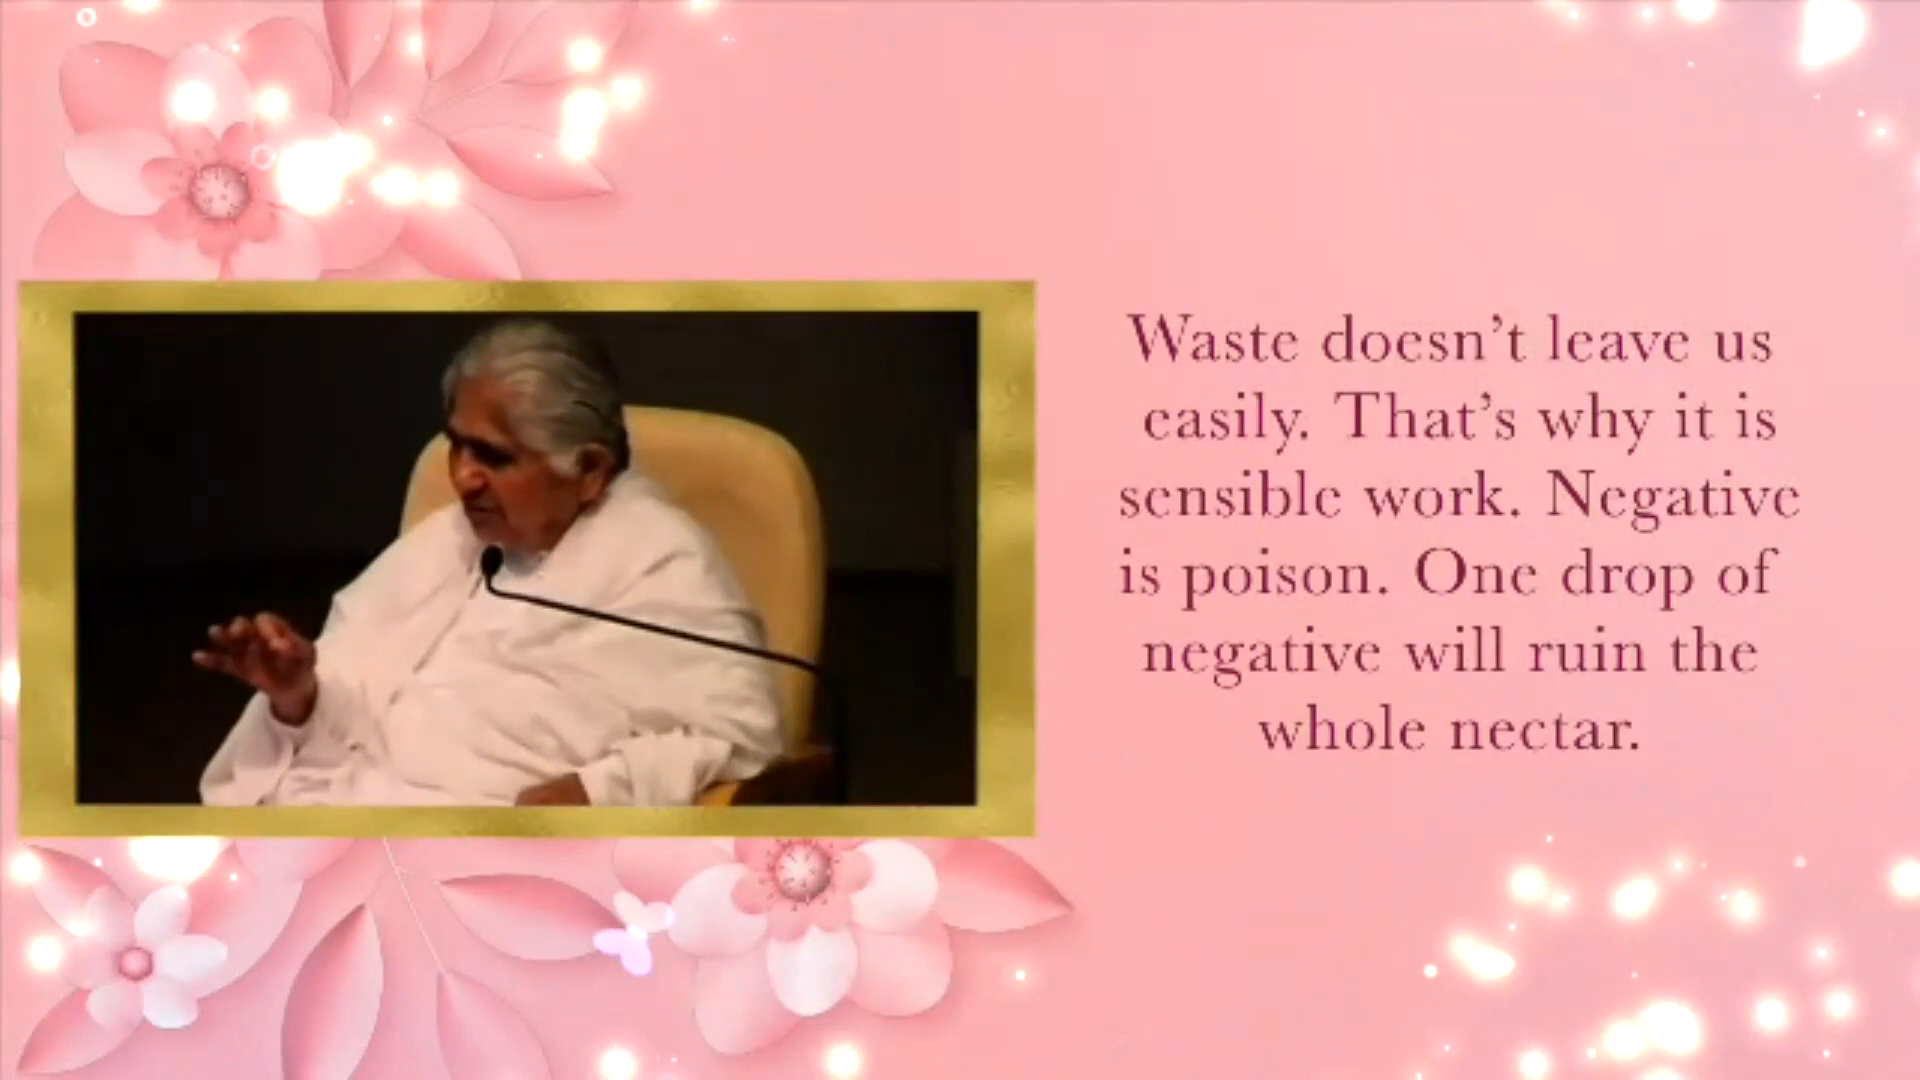 Waste doesn’t leave us
easily. That’s why it is
sensible work. Negative
is poison. One drop of
negative will ruin the
whole nectar.